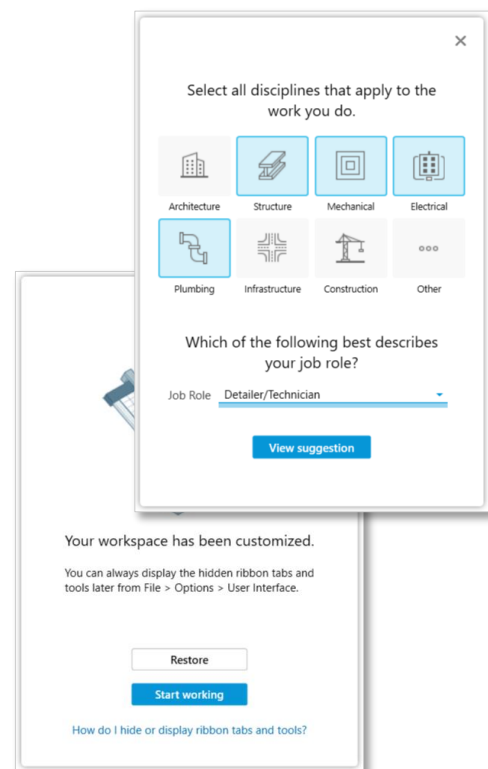 Select all disciplines that apply to the
work you do.
Architecture
Structure
Mechanical
Electrical
Plumbing
Infrastructure
Construction
Other
Which of the following best describes
your job role?
Job Role Detailer/Technician
View suggestion
Your workspace has been customized.
You can always display the hidden ribbon tabs and
tools later from File > Options > User Interface.
Restore
Start working
How do I hide or display ribbon tabs and tools?